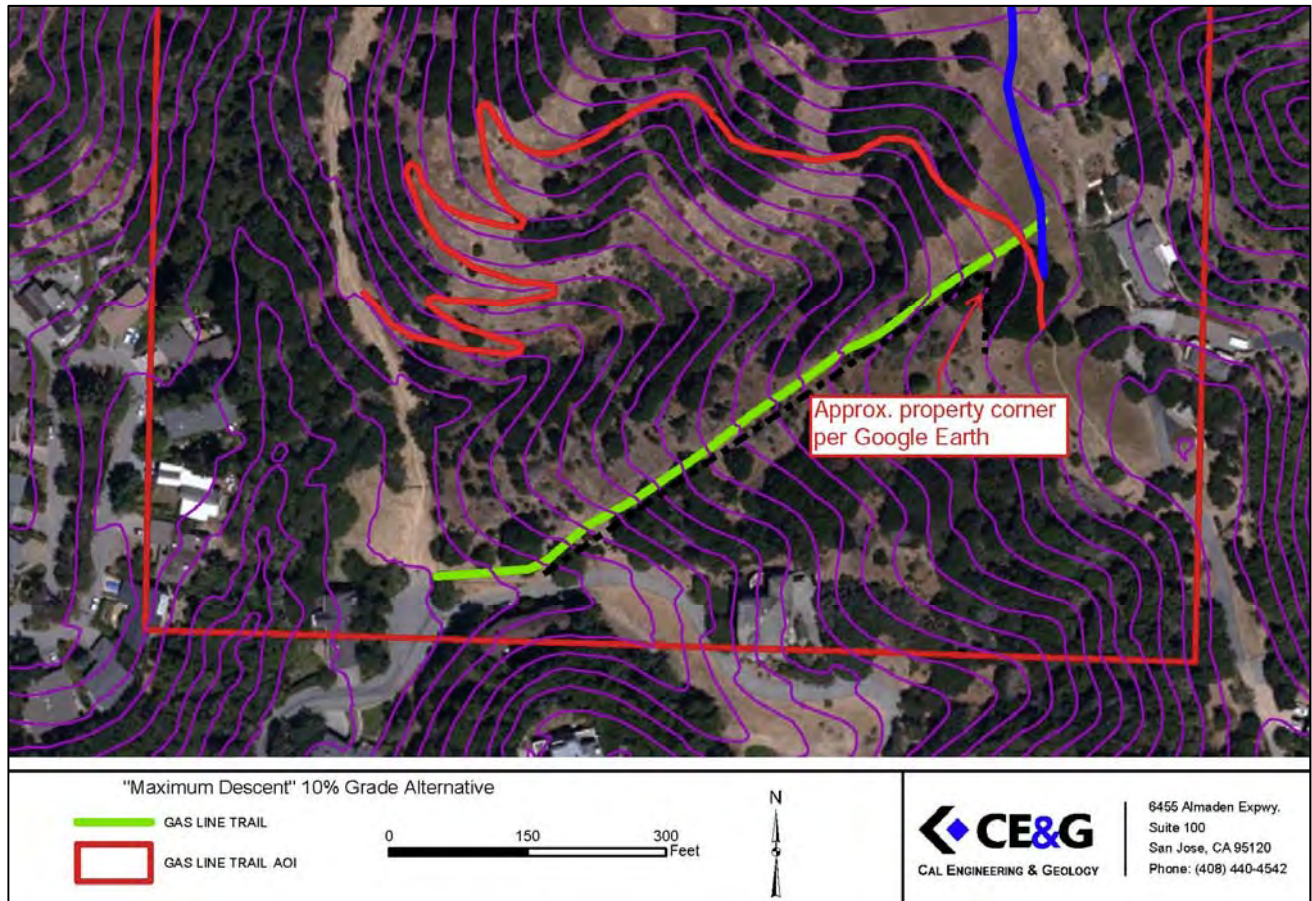 Approx. property corner
per Google Earth
"Maximum Descent" 10% Grade Alternative
GAS LINE TRAIL
GAS LINE TRAIL AOI
0 150 300
Feet
N
CE&G
CAL ENGINEERING & GEOLOGY
6455 Almaden Expwy.
Suite 100
San Jose, CA 95120
Phone: (408) 440-4542